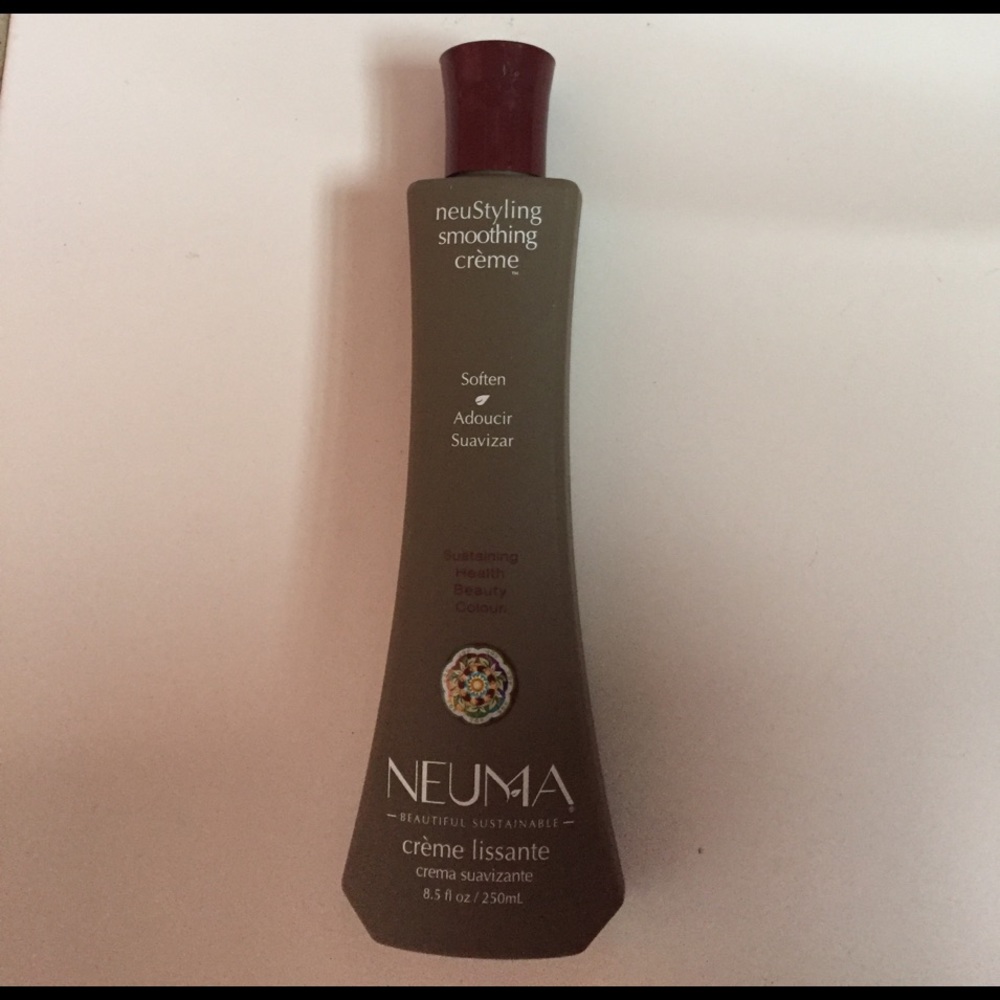 neuStyling
smoothing
crème™
Soften
Adoucir
Suavizar
Sustaining
Health
Beauty
Colour
NEUMA®
BEAUTIFUL SUSTAINABLE
crème lissante
crema suavizante
8.5 fl oz / 250mL